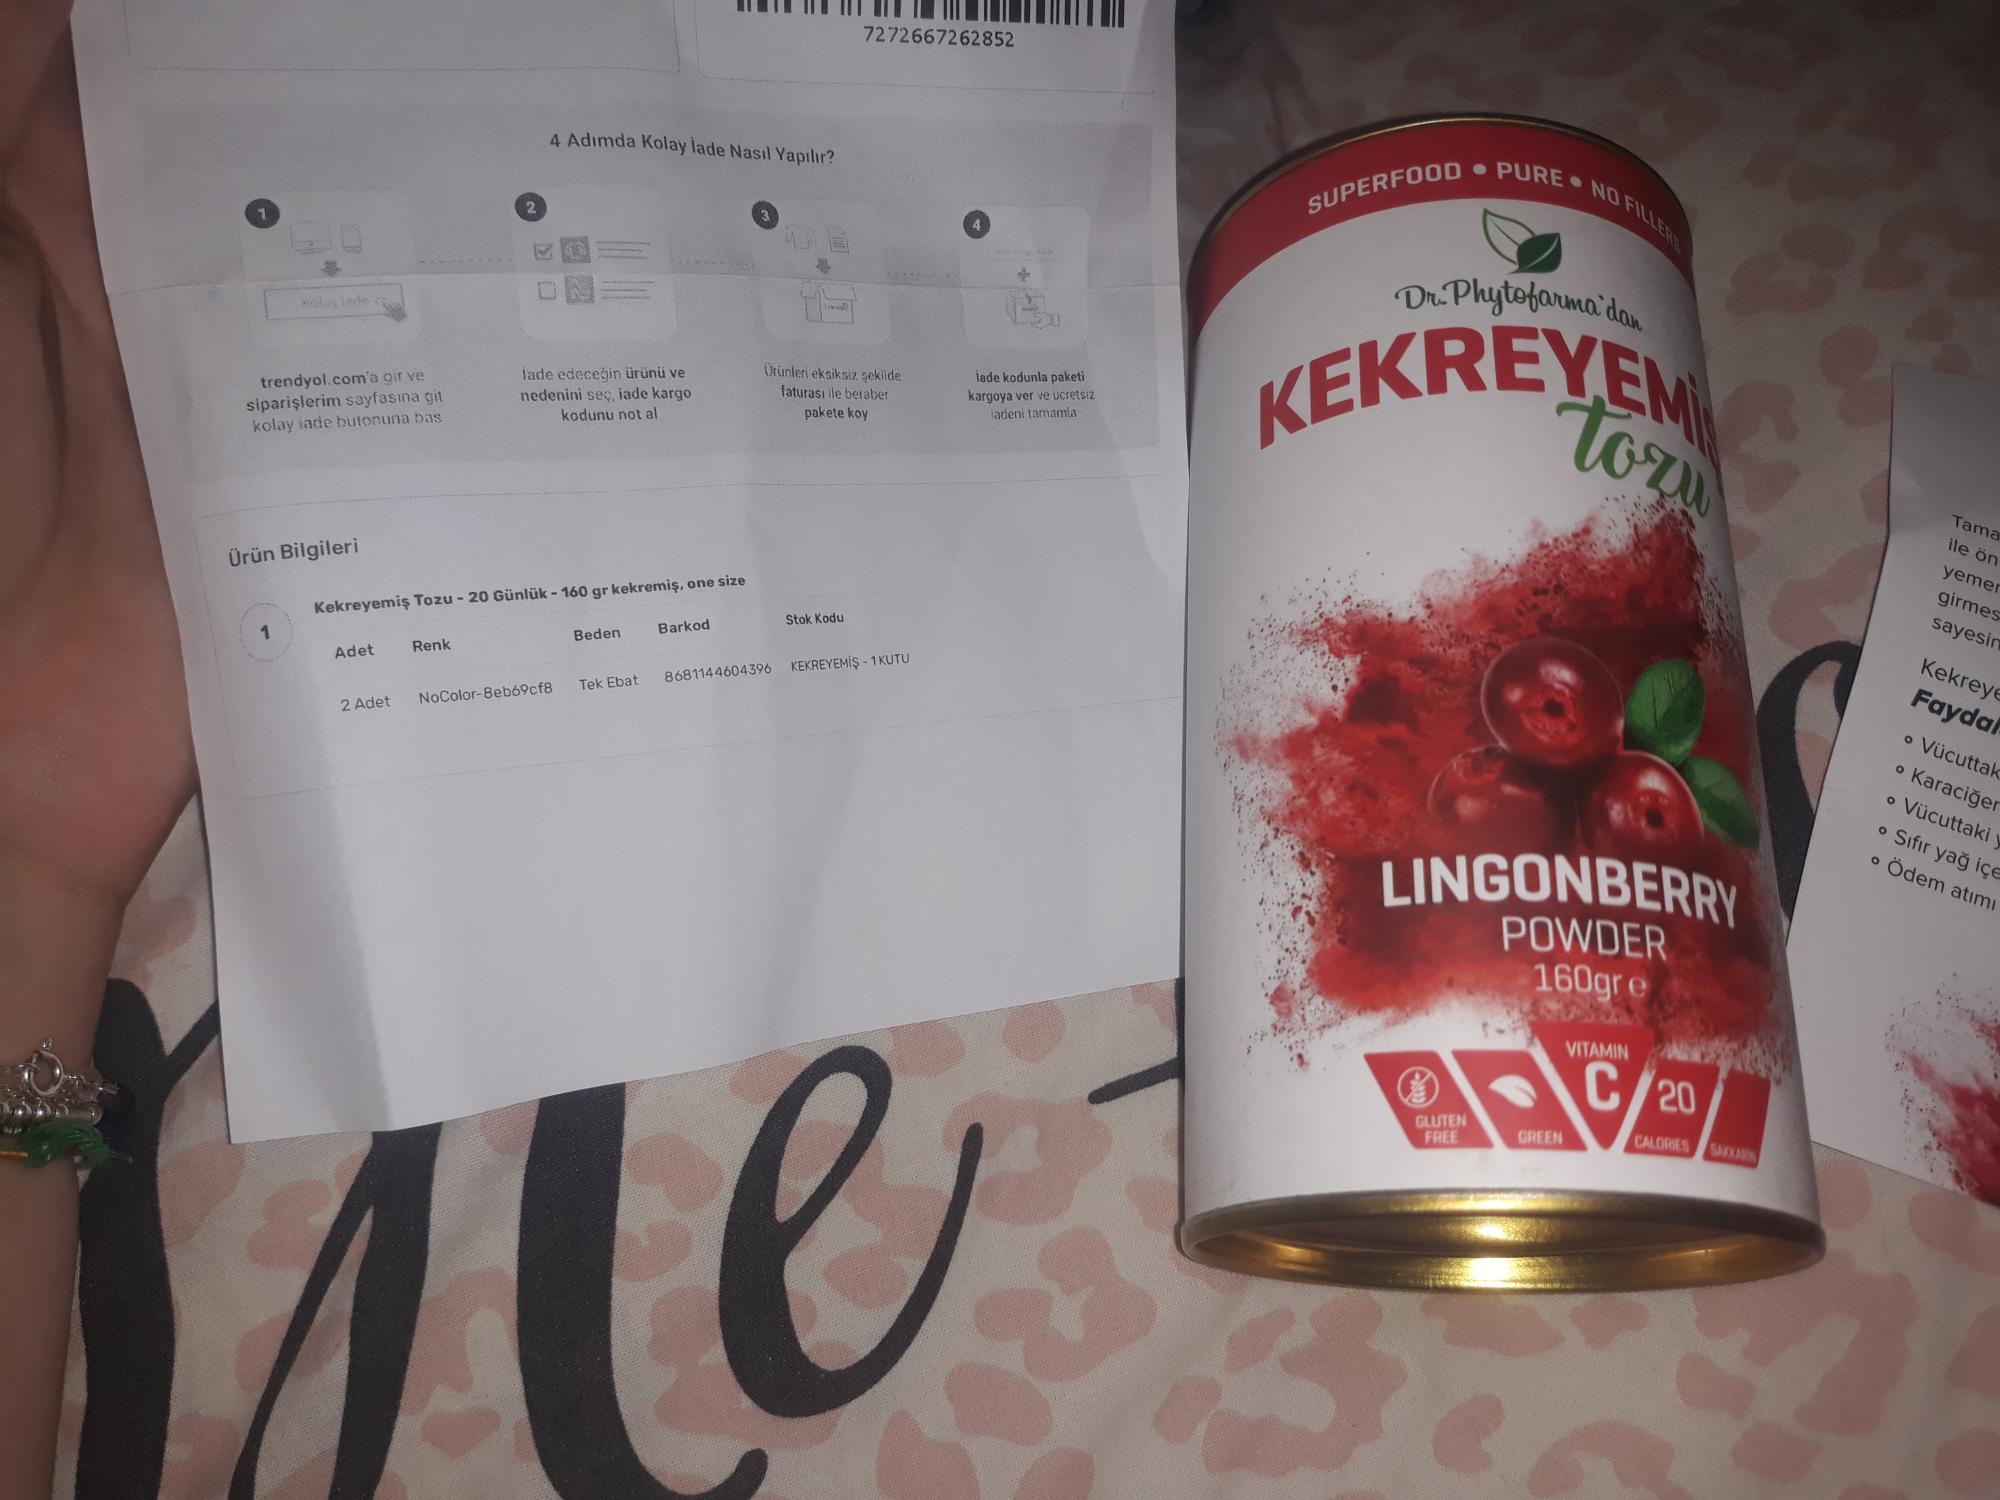 7272667262852
4 Adımda Kolay İade Nasıl Yapılır?
1
2
3
4
Kolay İade
trendyol.com'a gir ve
siparişlerim sayfasına git
kolay iade butonuna bas
İade edeceğin ürünü ve
nedenini seç, iade kargo
kodunu not al
Ürünleri eksiksiz şekilde
faturası ile beraber
pakete koy
İade kodunla paketi
kargoya ver ve ücretsiz
iadeni tamamla
Ürün Bilgileri
1
Kekreyemiş Tozu - 20 Günlük - 160 gr kekremiş, one size
Adet Renk Beden Barkod Stok Kodu
2 Adet NoColor-8eb69cf8 Tek Ebat 8681144604396 KEKREYEMİŞ - 1 KUTU
SUPERFOOD • PURE • NO FILLERS
Dr. Phytofarma'dan
KEKREYEMİŞ
tozu
LINGONBERRY
POWDER
160gr e
GLUTEN
FREE
GREEN
VITAMIN
C
20
CALORIES
SAKKARİN
Tama
ile ön
yemer
girmes
sayesin
Kekreye
Faydal
• Vücuttak
• Karaciğer
• Vücuttaki y
• Sıfır yağ içe
• Ödem atımı